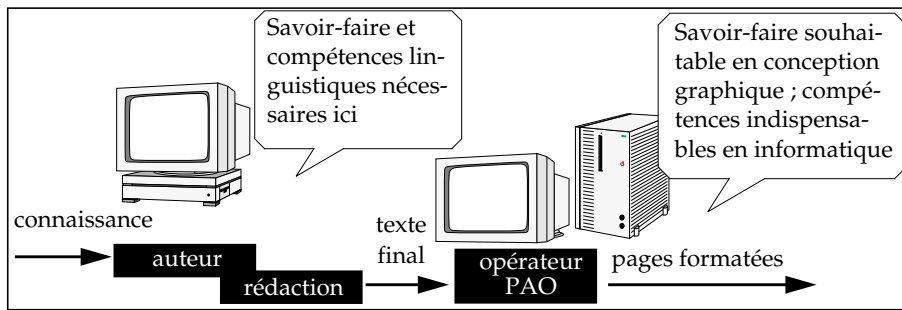 Savoir-faire et
compétences lin-
guistiques néces-
saires ici
Savoir-faire souhai-
table en conception
graphique ; compé-
tences indispensa-
bles en informatique
connaissance
auteur
rédaction
texte
final
opérateur
PAO
pages formatées